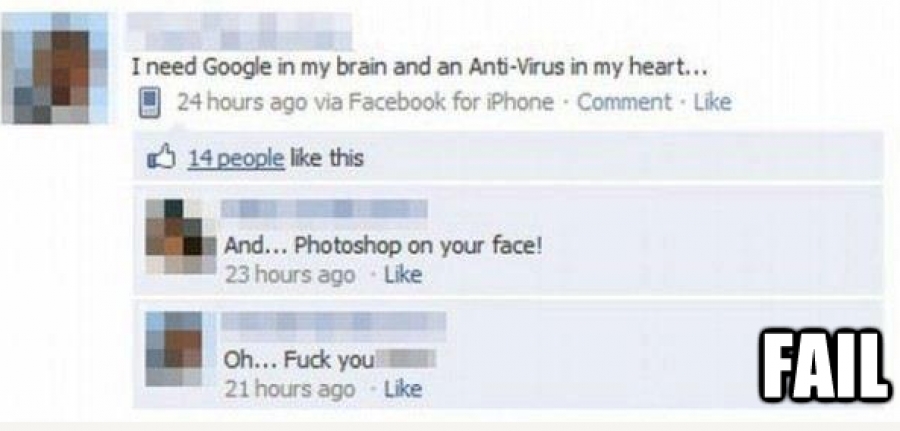 I need Google in my brain and an Anti-Virus in my heart...
24 hours ago via Facebook for iPhone · Comment · Like
14 people like this
And... Photoshop on your face!
23 hours ago · Like
Oh... Fuck you
21 hours ago · Like
FAIL